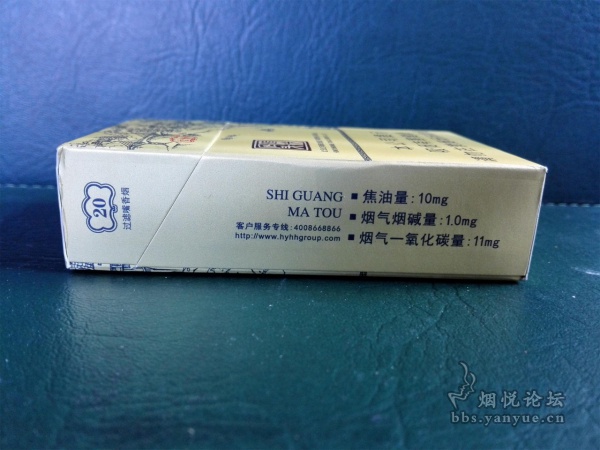 20
过滤嘴香烟
SHI GUANG
MA TOU
客户服务专线:4008668866
http://www.hyhhgroup.com
■ 焦油量:10mg
■ 烟气烟碱量:1.0mg
■ 烟气一氧化碳量:11mg
烟悦论坛
bbs.yanyue.cn